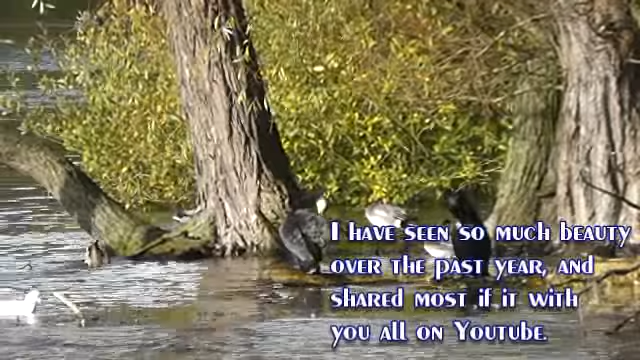 I have seen so much beauty
over the past year, and
shared most if it with
you all on Youtube.